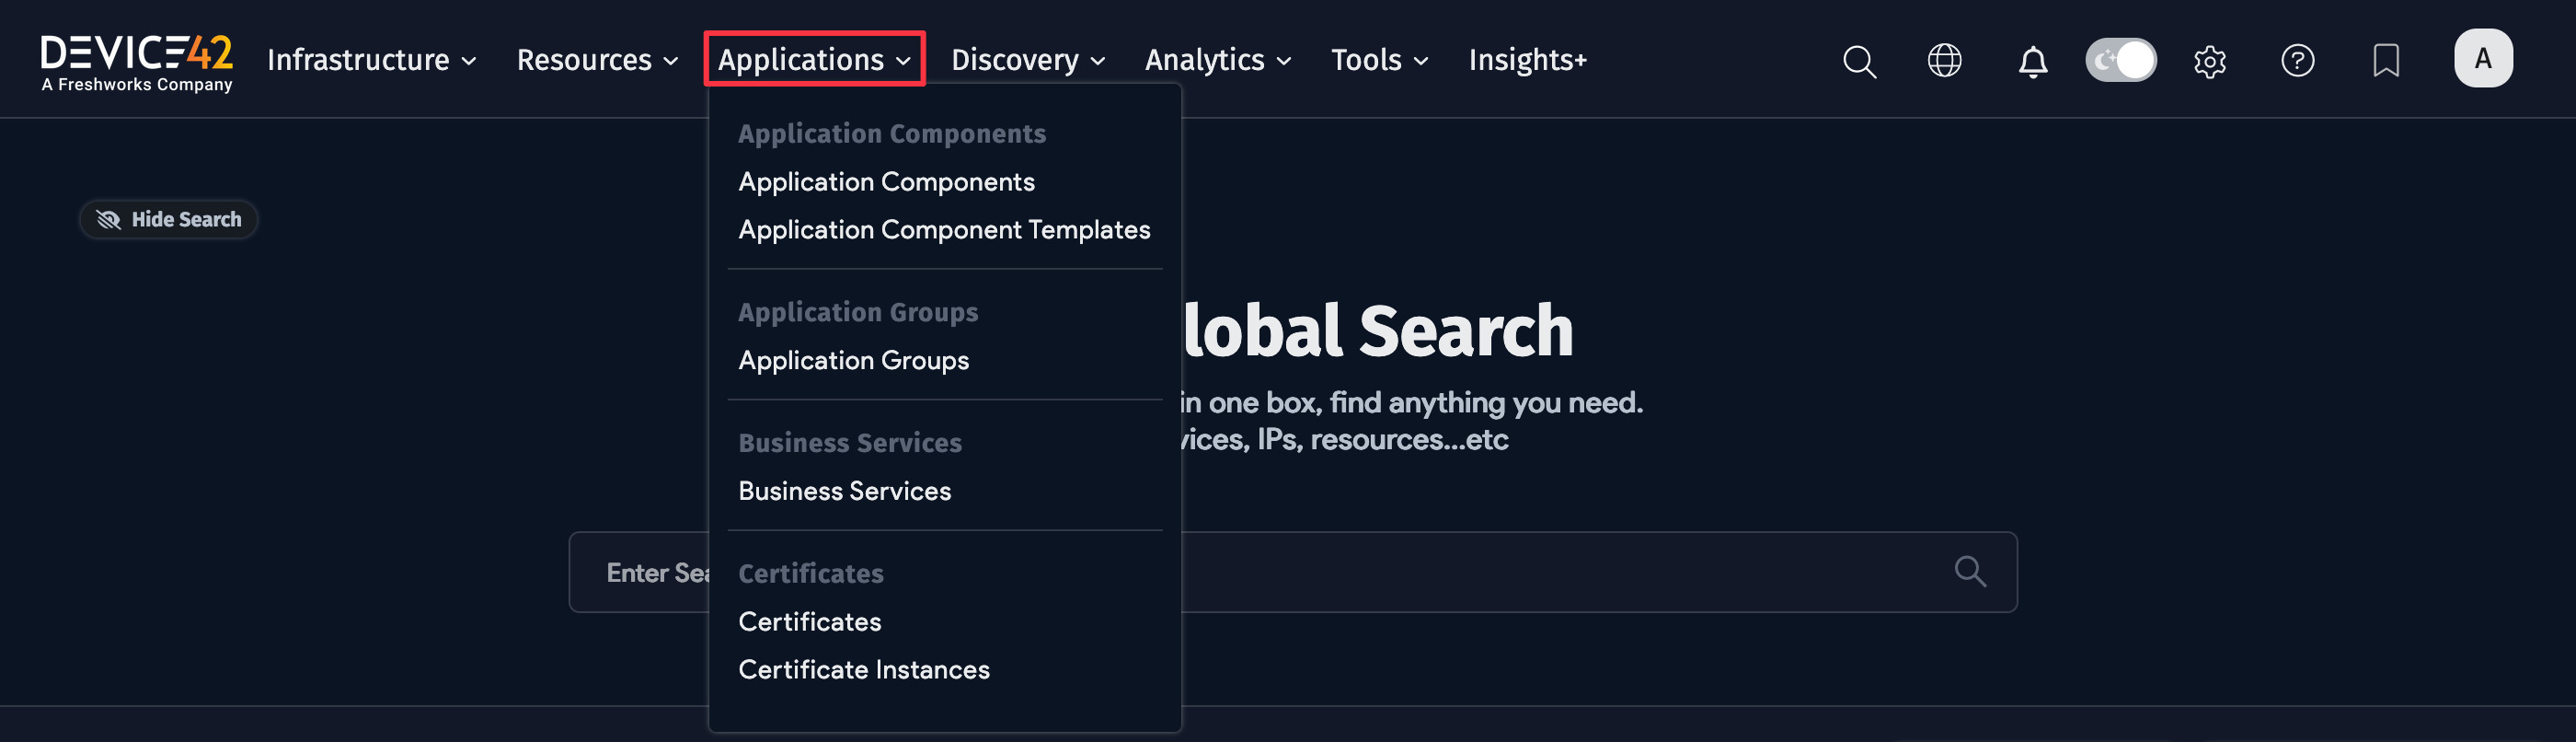 DEVICE42
A Freshworks Company
Infrastructure Resources Applications Discovery Analytics Tools Insights+
A
Hide Search
Application Components
Application Components
Application Component Templates
Application Groups
Application Groups
Business Services
Business Services
Certificates
Certificates
Certificate Instances
lobal Search
in one box, find anything you need.
vices, IPs, resources...etc
Enter Sea